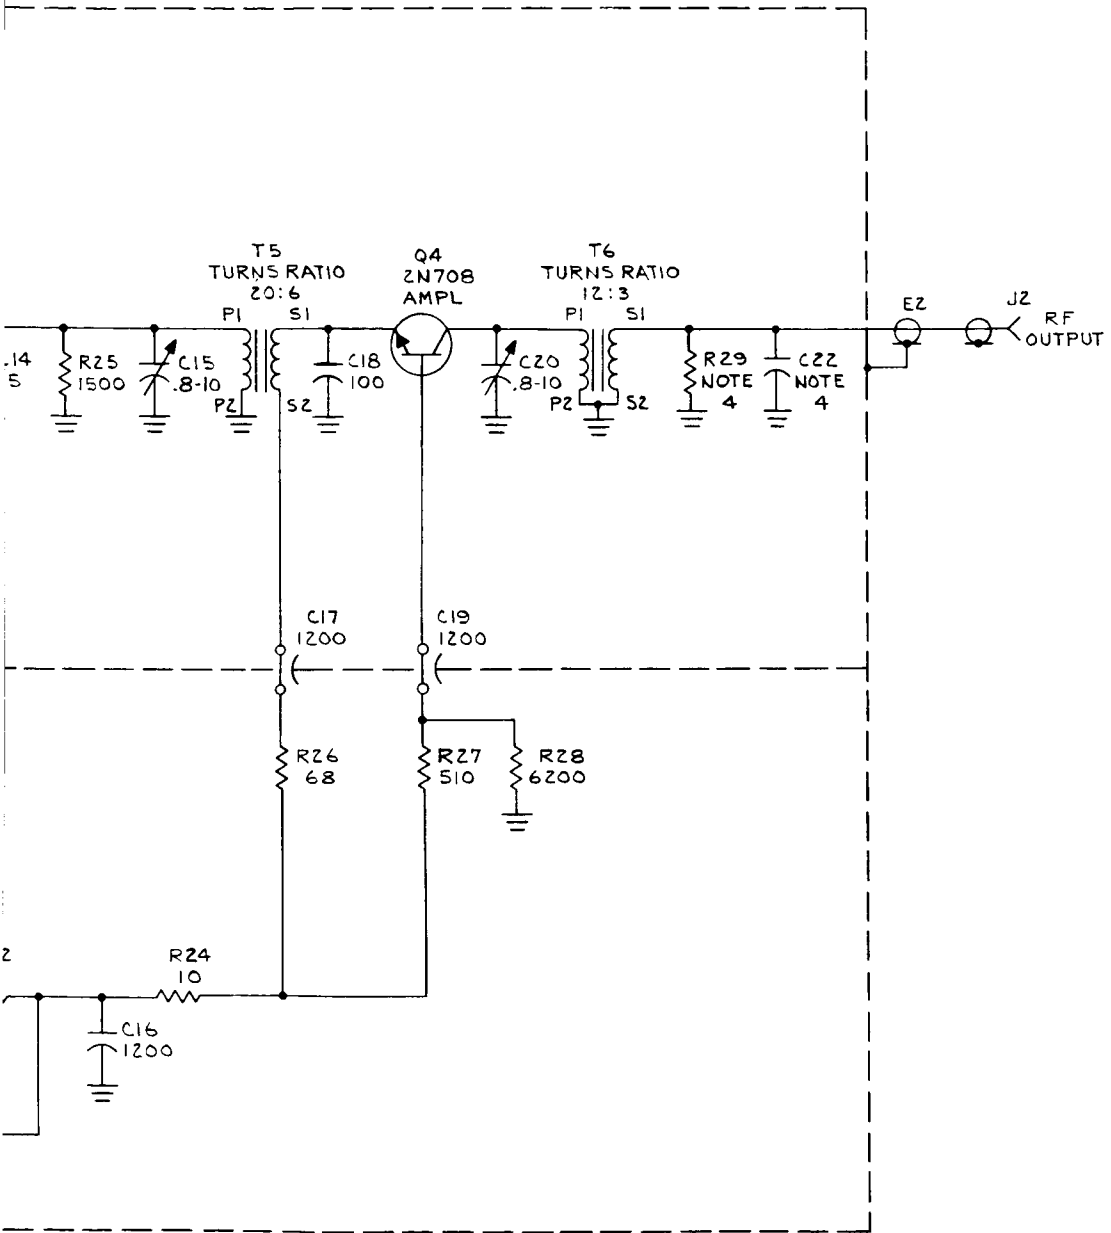 T5
TURNS RATIO
20:6
P1
S1
Q4
2N708
AMPL
T6
TURNS RATIO
12:3
P1
S1
E2
J2
RF
OUTPUT
.14
5
R25
1500
C15
.8-10
P2
S2
C18
100
C20
.8-10
P2
S2
R29
NOTE
4
C22
NOTE
4
C17
1200
C19
1200
R26
68
R27
510
R28
6200
2
R24
10
C16
1200